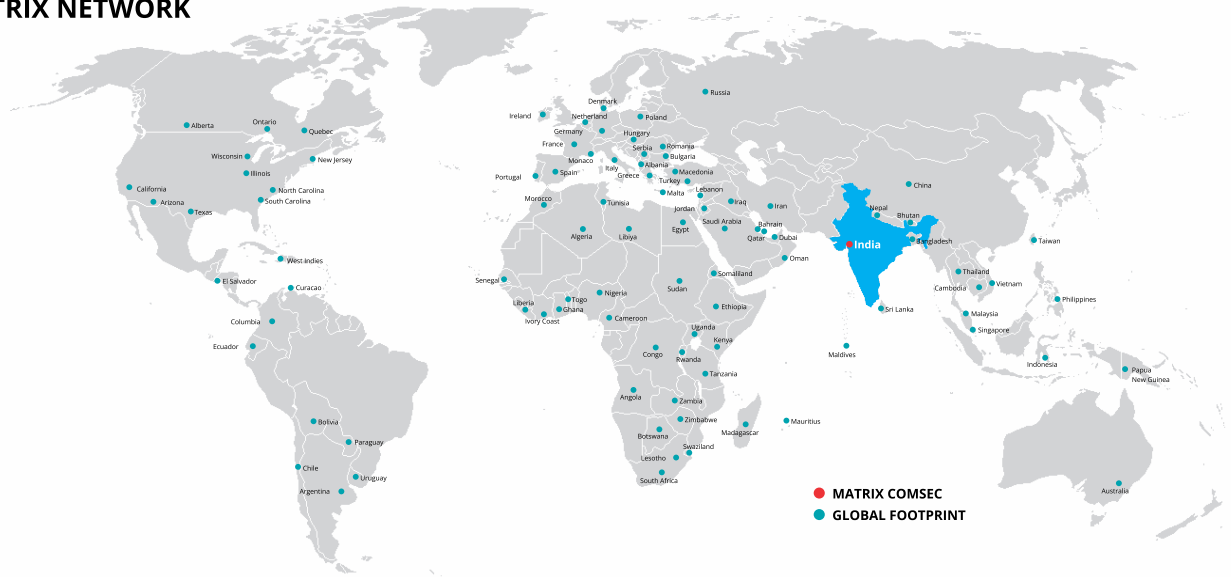 TRIX NETWORK
Russia
Denmark
Ireland
Netherland
Poland
Alberta
Ontario
Quebec
Germany
Hungary
France
Serbia
Romania
Wisconsin
New Jersey
Monaco
Bulgaria
Italy
Albania
Illinois
Portugal
Spain
Greece
Macedonia
Turkey
California
North Carolina
Malta
Lebanon
China
Arizona
South Carolina
Morocco
Tunisia
Jordan
Iraq
Iran
Nepal
Texas
Bhutan
Saudi Arabia
Bahrain
Algeria
Libiya
Egypt
Qatar
Dubai
India
Bangladesh
Taiwan
West Indies
Oman
El Salvador
Senegal
Sudan
Somaliland
Thailand
Curacao
Cambodia
Vietnam
Nigeria
Liberia
Togo
Philippines
Ghana
Ethiopia
Sri Lanka
Columbia
Ivory Coast
Cameroon
Malaysia
Uganda
Singapore
Ecuador
Kenya
Congo
Rwanda
Maldives
Indonesia
Tanzania
Papua
New Guinea
Angola
Zambia
Bolivia
Zimbabwe
Mauritius
Botswana
Madagascar
Paraguay
Swaziland
Lesotho
Chile
Uruguay
South Africa
Argentina
Australia
MATRIX COMSEC
GLOBAL FOOTPRINT